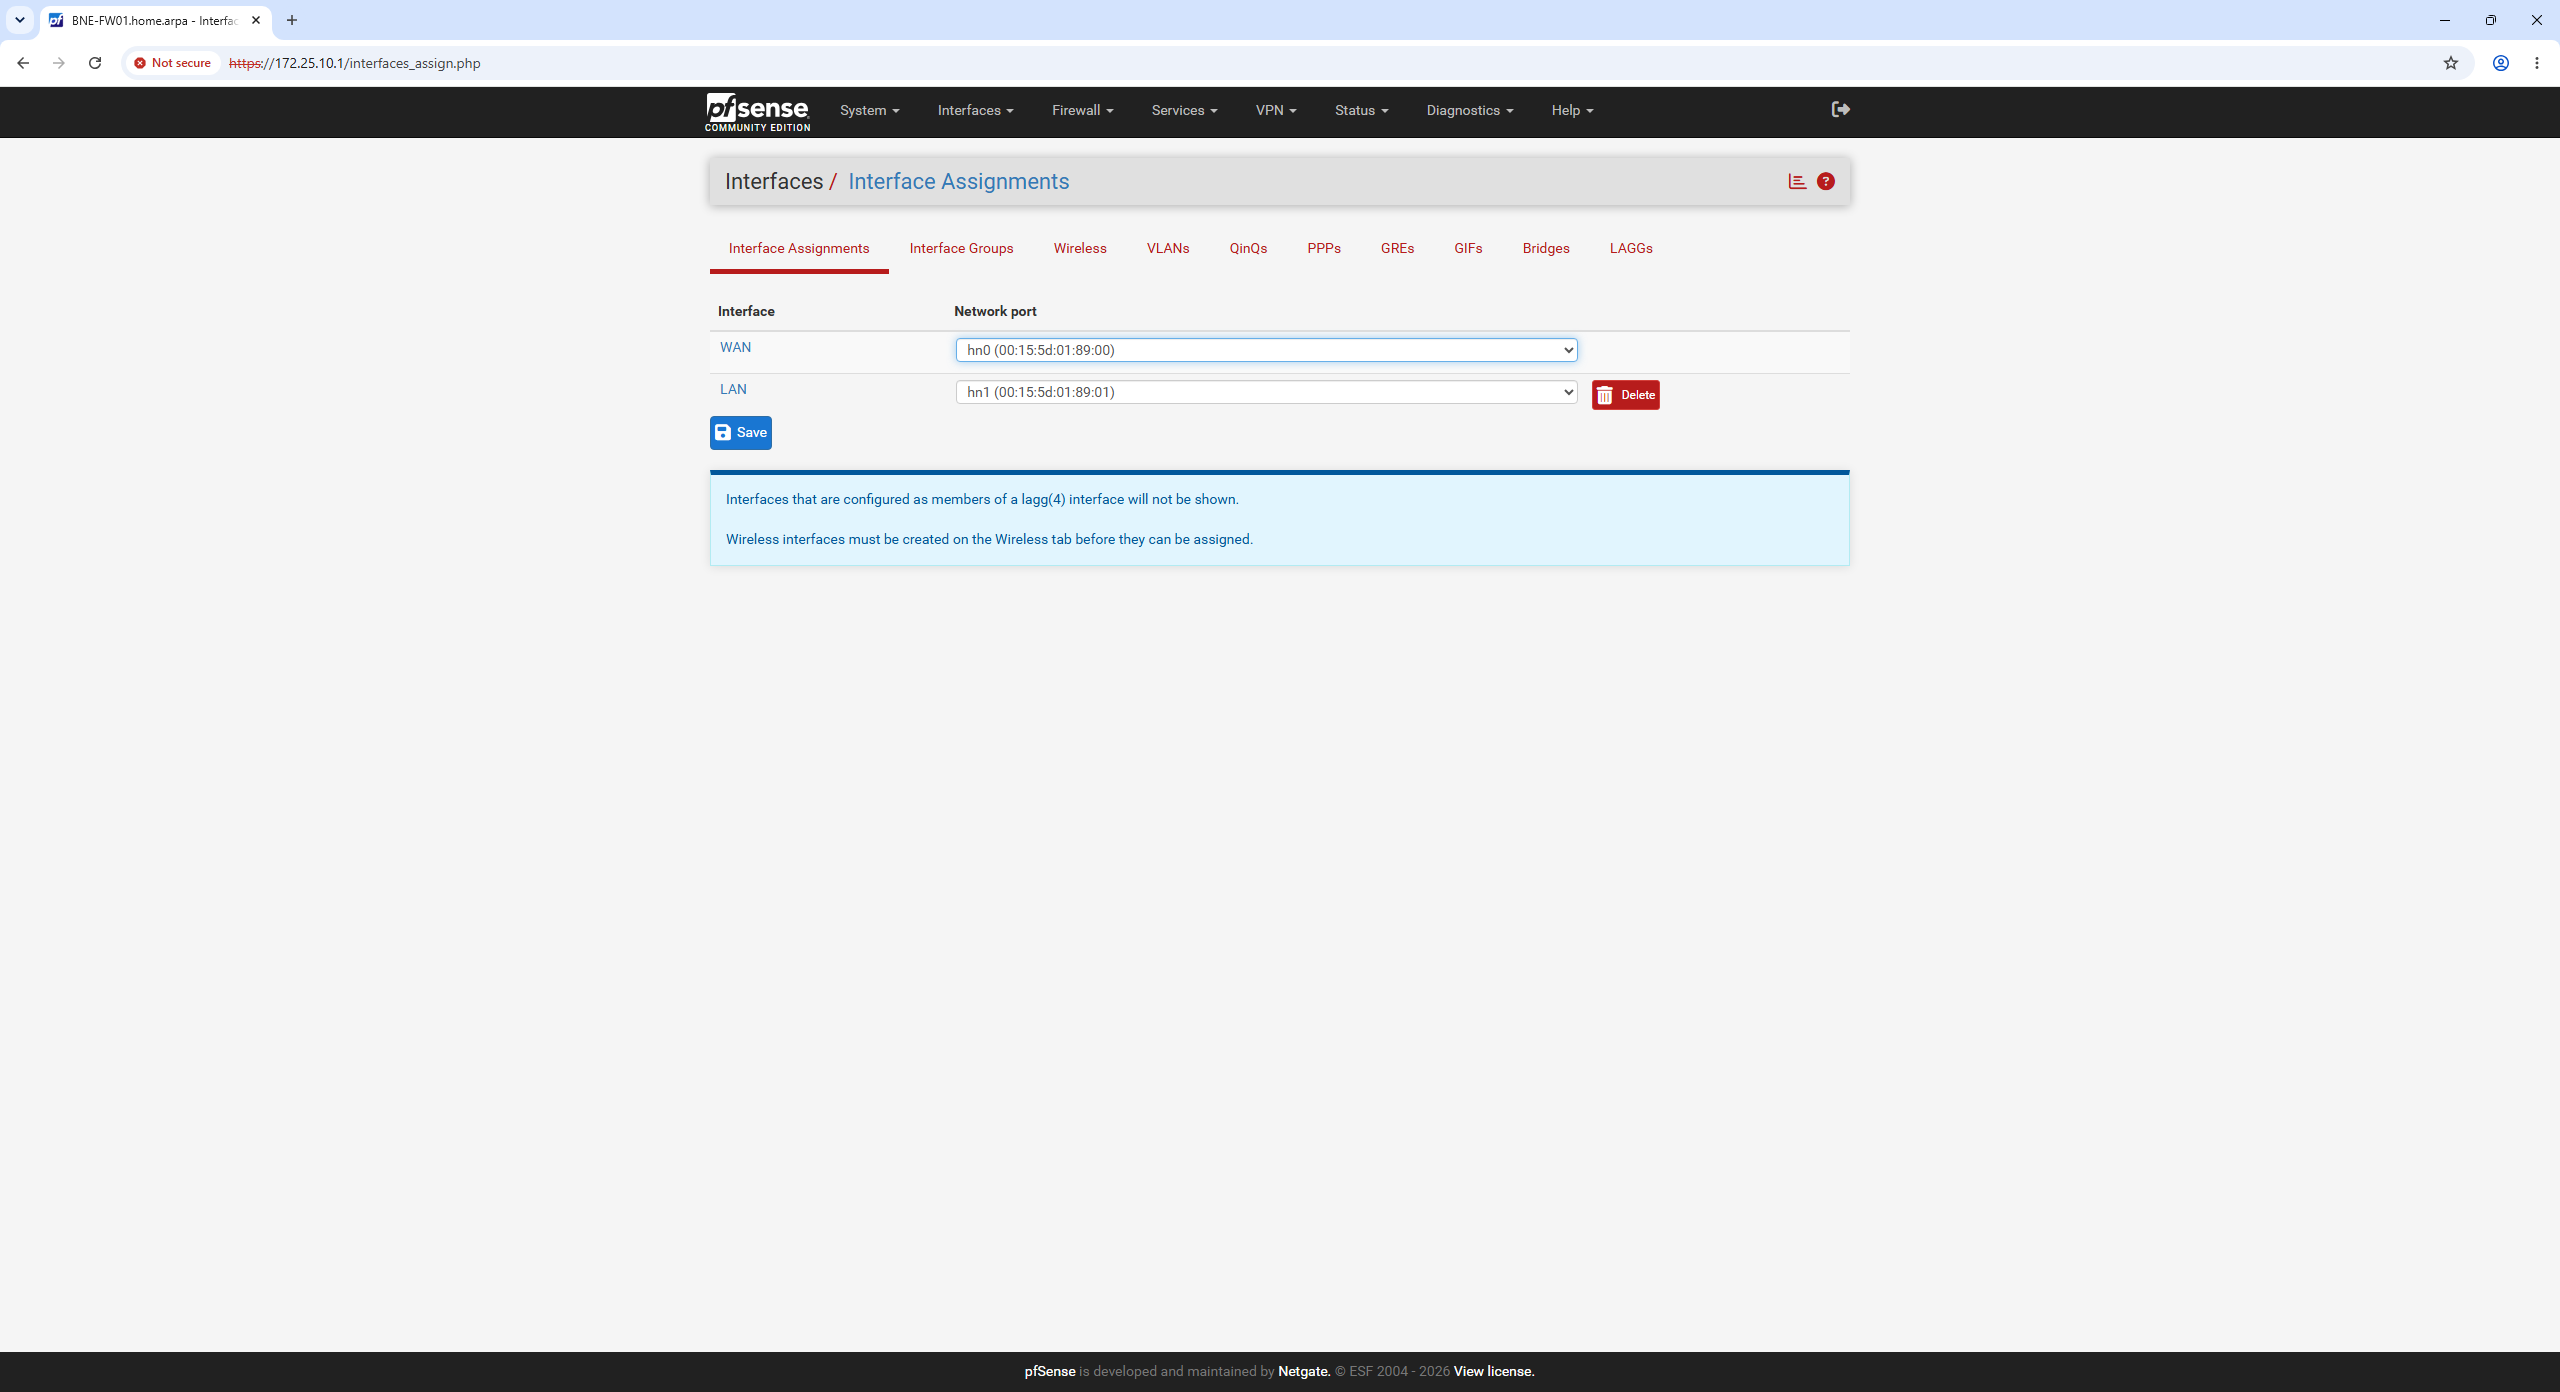 BNE-FW01.home.arpa - Interfac
Not secure https://172.25.10.1/interfaces_assign.php
pfsense COMMUNITY EDITION
System Interfaces Firewall Services VPN Status Diagnostics Help
Interfaces / Interface Assignments
Interface Assignments Interface Groups Wireless VLANs QinQs PPPs GREs GIFs Bridges LAGGs
Interface Network port
WAN hn0 (00:15:5d:01:89:00)
LAN hn1 (00:15:5d:01:89:01) Delete
Save
Interfaces that are configured as members of a lagg(4) interface will not be shown.
Wireless interfaces must be created on the Wireless tab before they can be assigned.
pfSense is developed and maintained by Netgate. © ESF 2004 - 2026 View license.